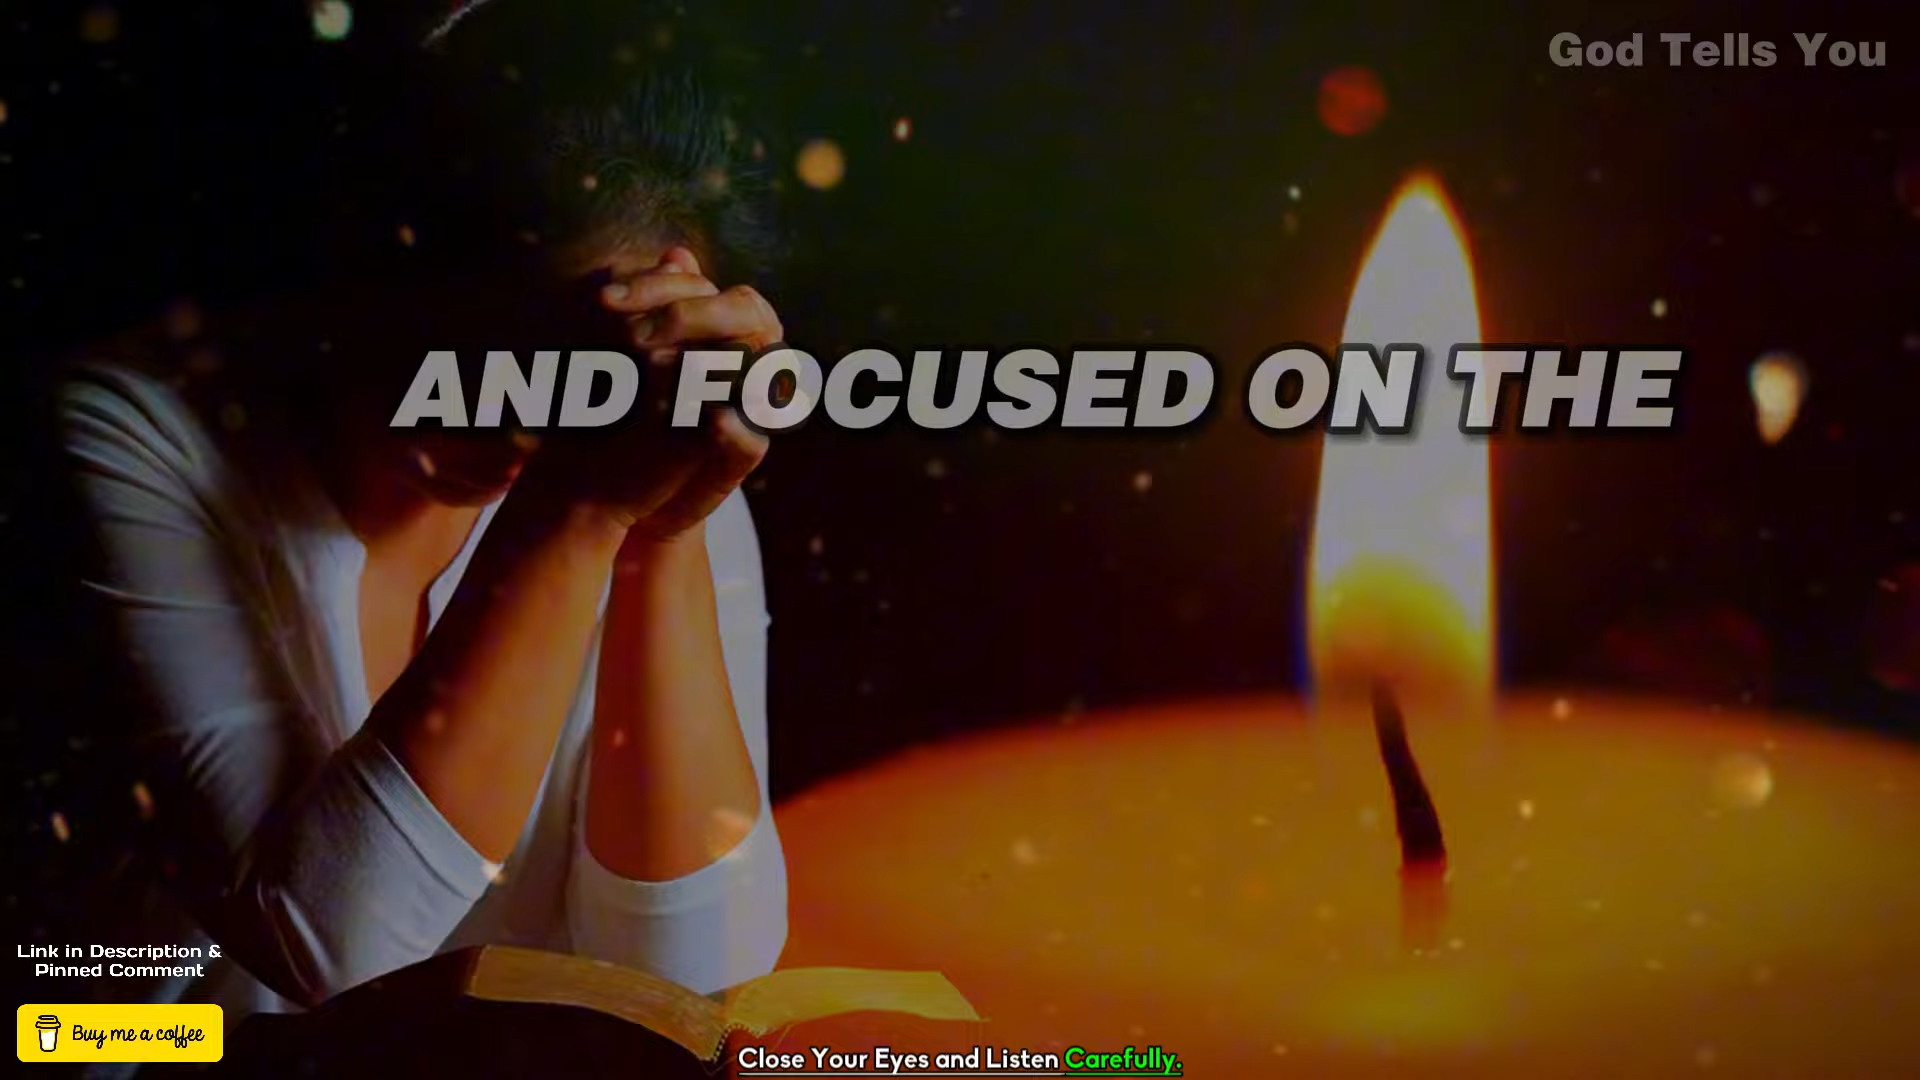 God Tells You
AND FOCUSED ON THE
Link in Description &
Pinned Comment
Buy me a coffee
Close Your Eyes and Listen Carefully.